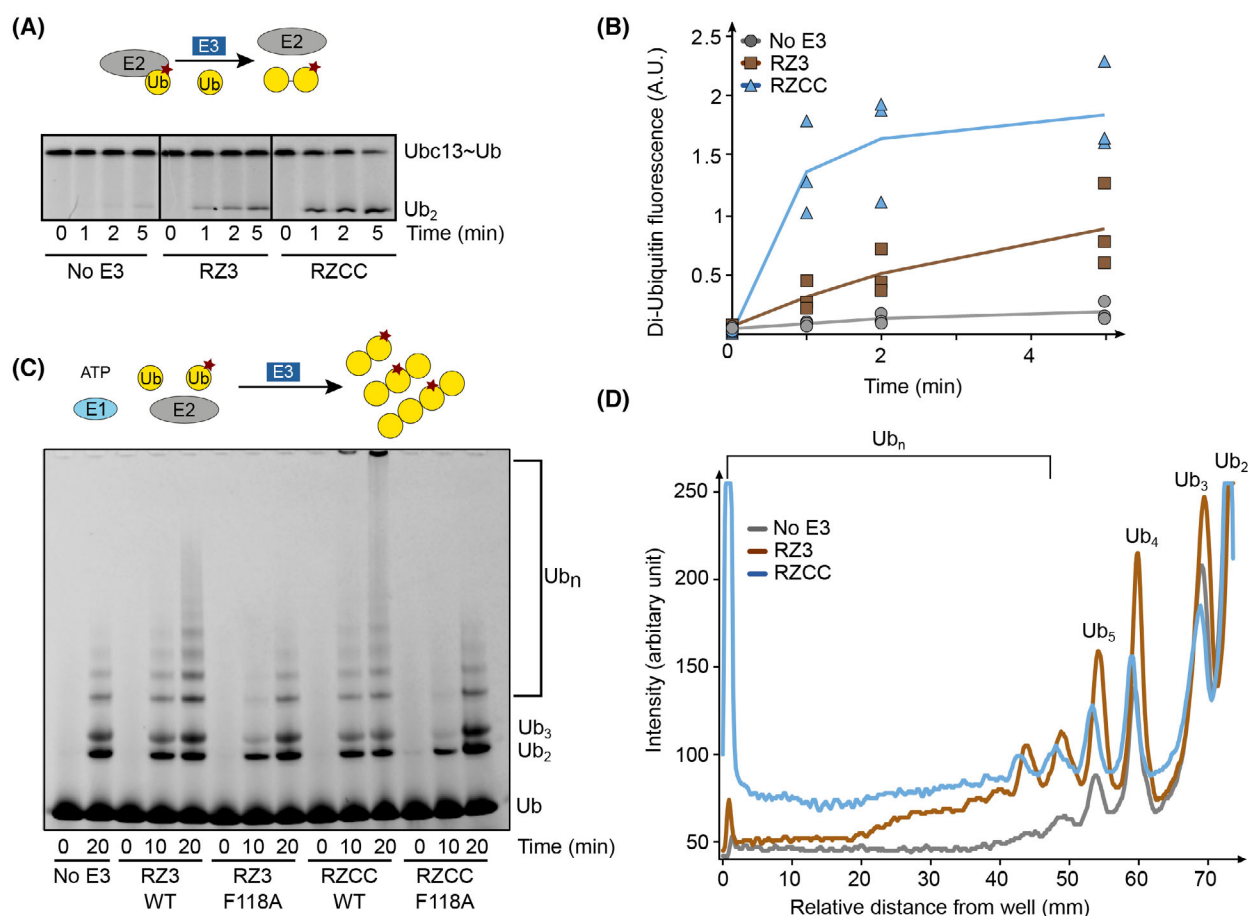 (A)
E2
Ub
E3
Ub
E2
Ubc13~Ub
Ub2
0 1 2 5 0 1 2 5 0 1 2 5 Time (min)
No E3 RZ3 RZCC
(B)
Di-Ubiquitin fluorescence (A.U.)
2.5
2
1.5
1
0.5
0 2 4
Time (min)
No E3
RZ3
RZCC
(C)
ATP
Ub
Ub
E1
E2
E3
Ubn
Ub3
Ub2
Ub
0 20 0 10 20 0 10 20 0 10 20 0 10 20 Time (min)
No E3 RZ3 RZ3 RZCC RZCC
WT F118A WT F118A
(D)
Ubn
Ub2
Ub3
Ub4
Ub5
No E3
RZ3
RZCC
Intensity (arbitary unit)
250
200
150
100
50
0 10 20 30 40 50 60 70
Relative distance from well (mm)